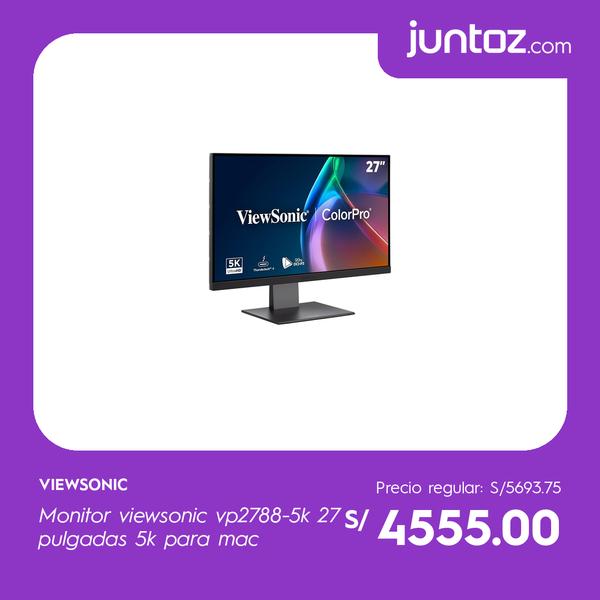 juntoz.com
27"
ViewSonic | ColorPro
5K
VIEWSONIC
Precio regular: S/5693.75
Monitor viewsonic vp2788-5k 27
pulgadas 5k para mac
S/ 4555.00